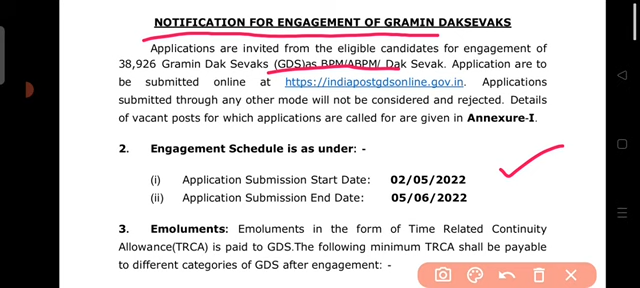 NOTIFICATION FOR ENGAGEMENT OF GRAMIN DAKSEVAKS
Applications are invited from the eligible candidates for engagement of
38,926 Gramin Dak Sevaks (GDS)as BPM/ABPM/ Dak Sevak. Application are to
be submitted online at https://indiapostgdsonline.gov.in. Applications
submitted through any other mode will not be considered and rejected. Details
of vacant posts for which applications are called for are given in Annexure-I.
2. Engagement Schedule is as under: -
(i) Application Submission Start Date: 02/05/2022
(ii) Application Submission End Date: 05/06/2022
3. Emoluments: Emoluments in the form of Time Related Continuity
Allowance(TRCA) is paid to GDS.The following minimum TRCA shall be payable
to different categories of GDS after engagement: -